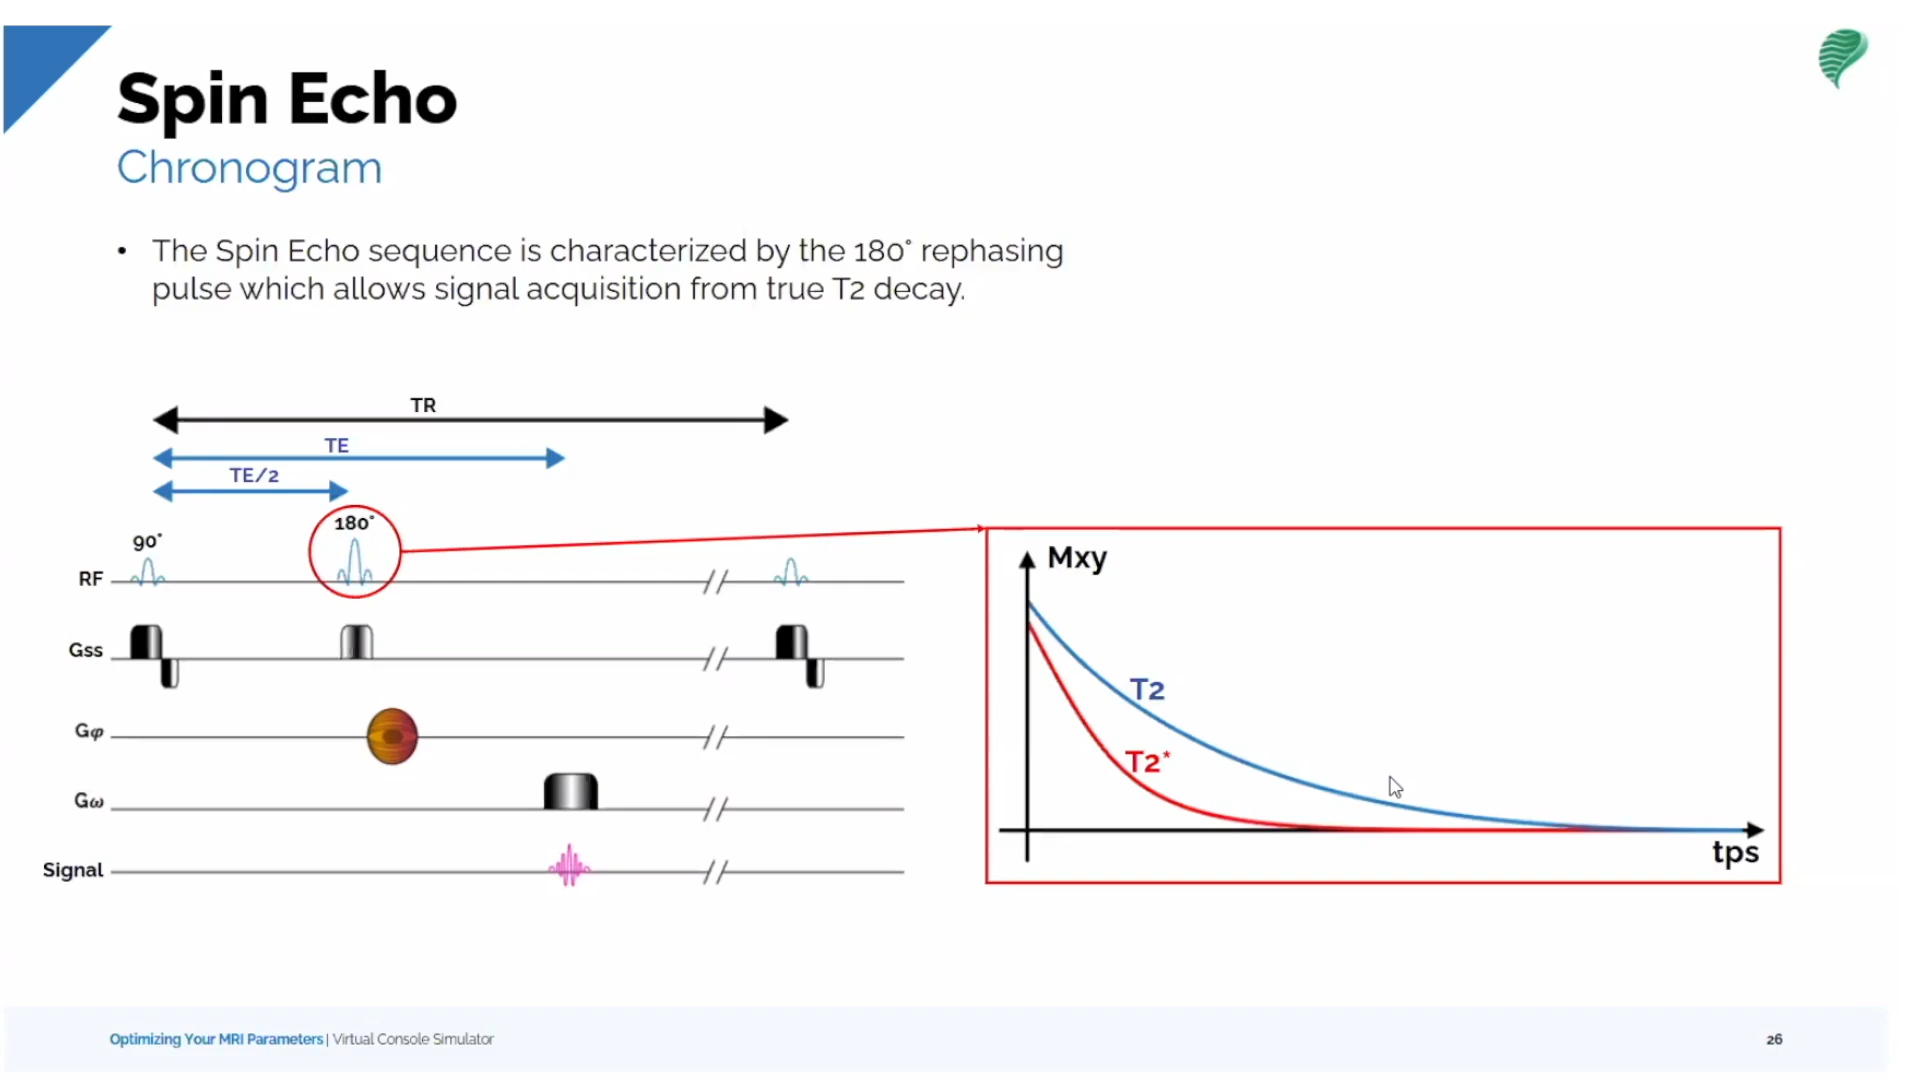 Spin Echo
Chronogram
• The Spin Echo sequence is characterized by the 180° rephasing
pulse which allows signal acquisition from true T2 decay.
TR
TE
TE/2
90°
180°
RF
Gss
Gφ
Gω
Signal
Mxy
T2
T2*
tps
Optimizing Your MRI Parameters | Virtual Console Simulator
26